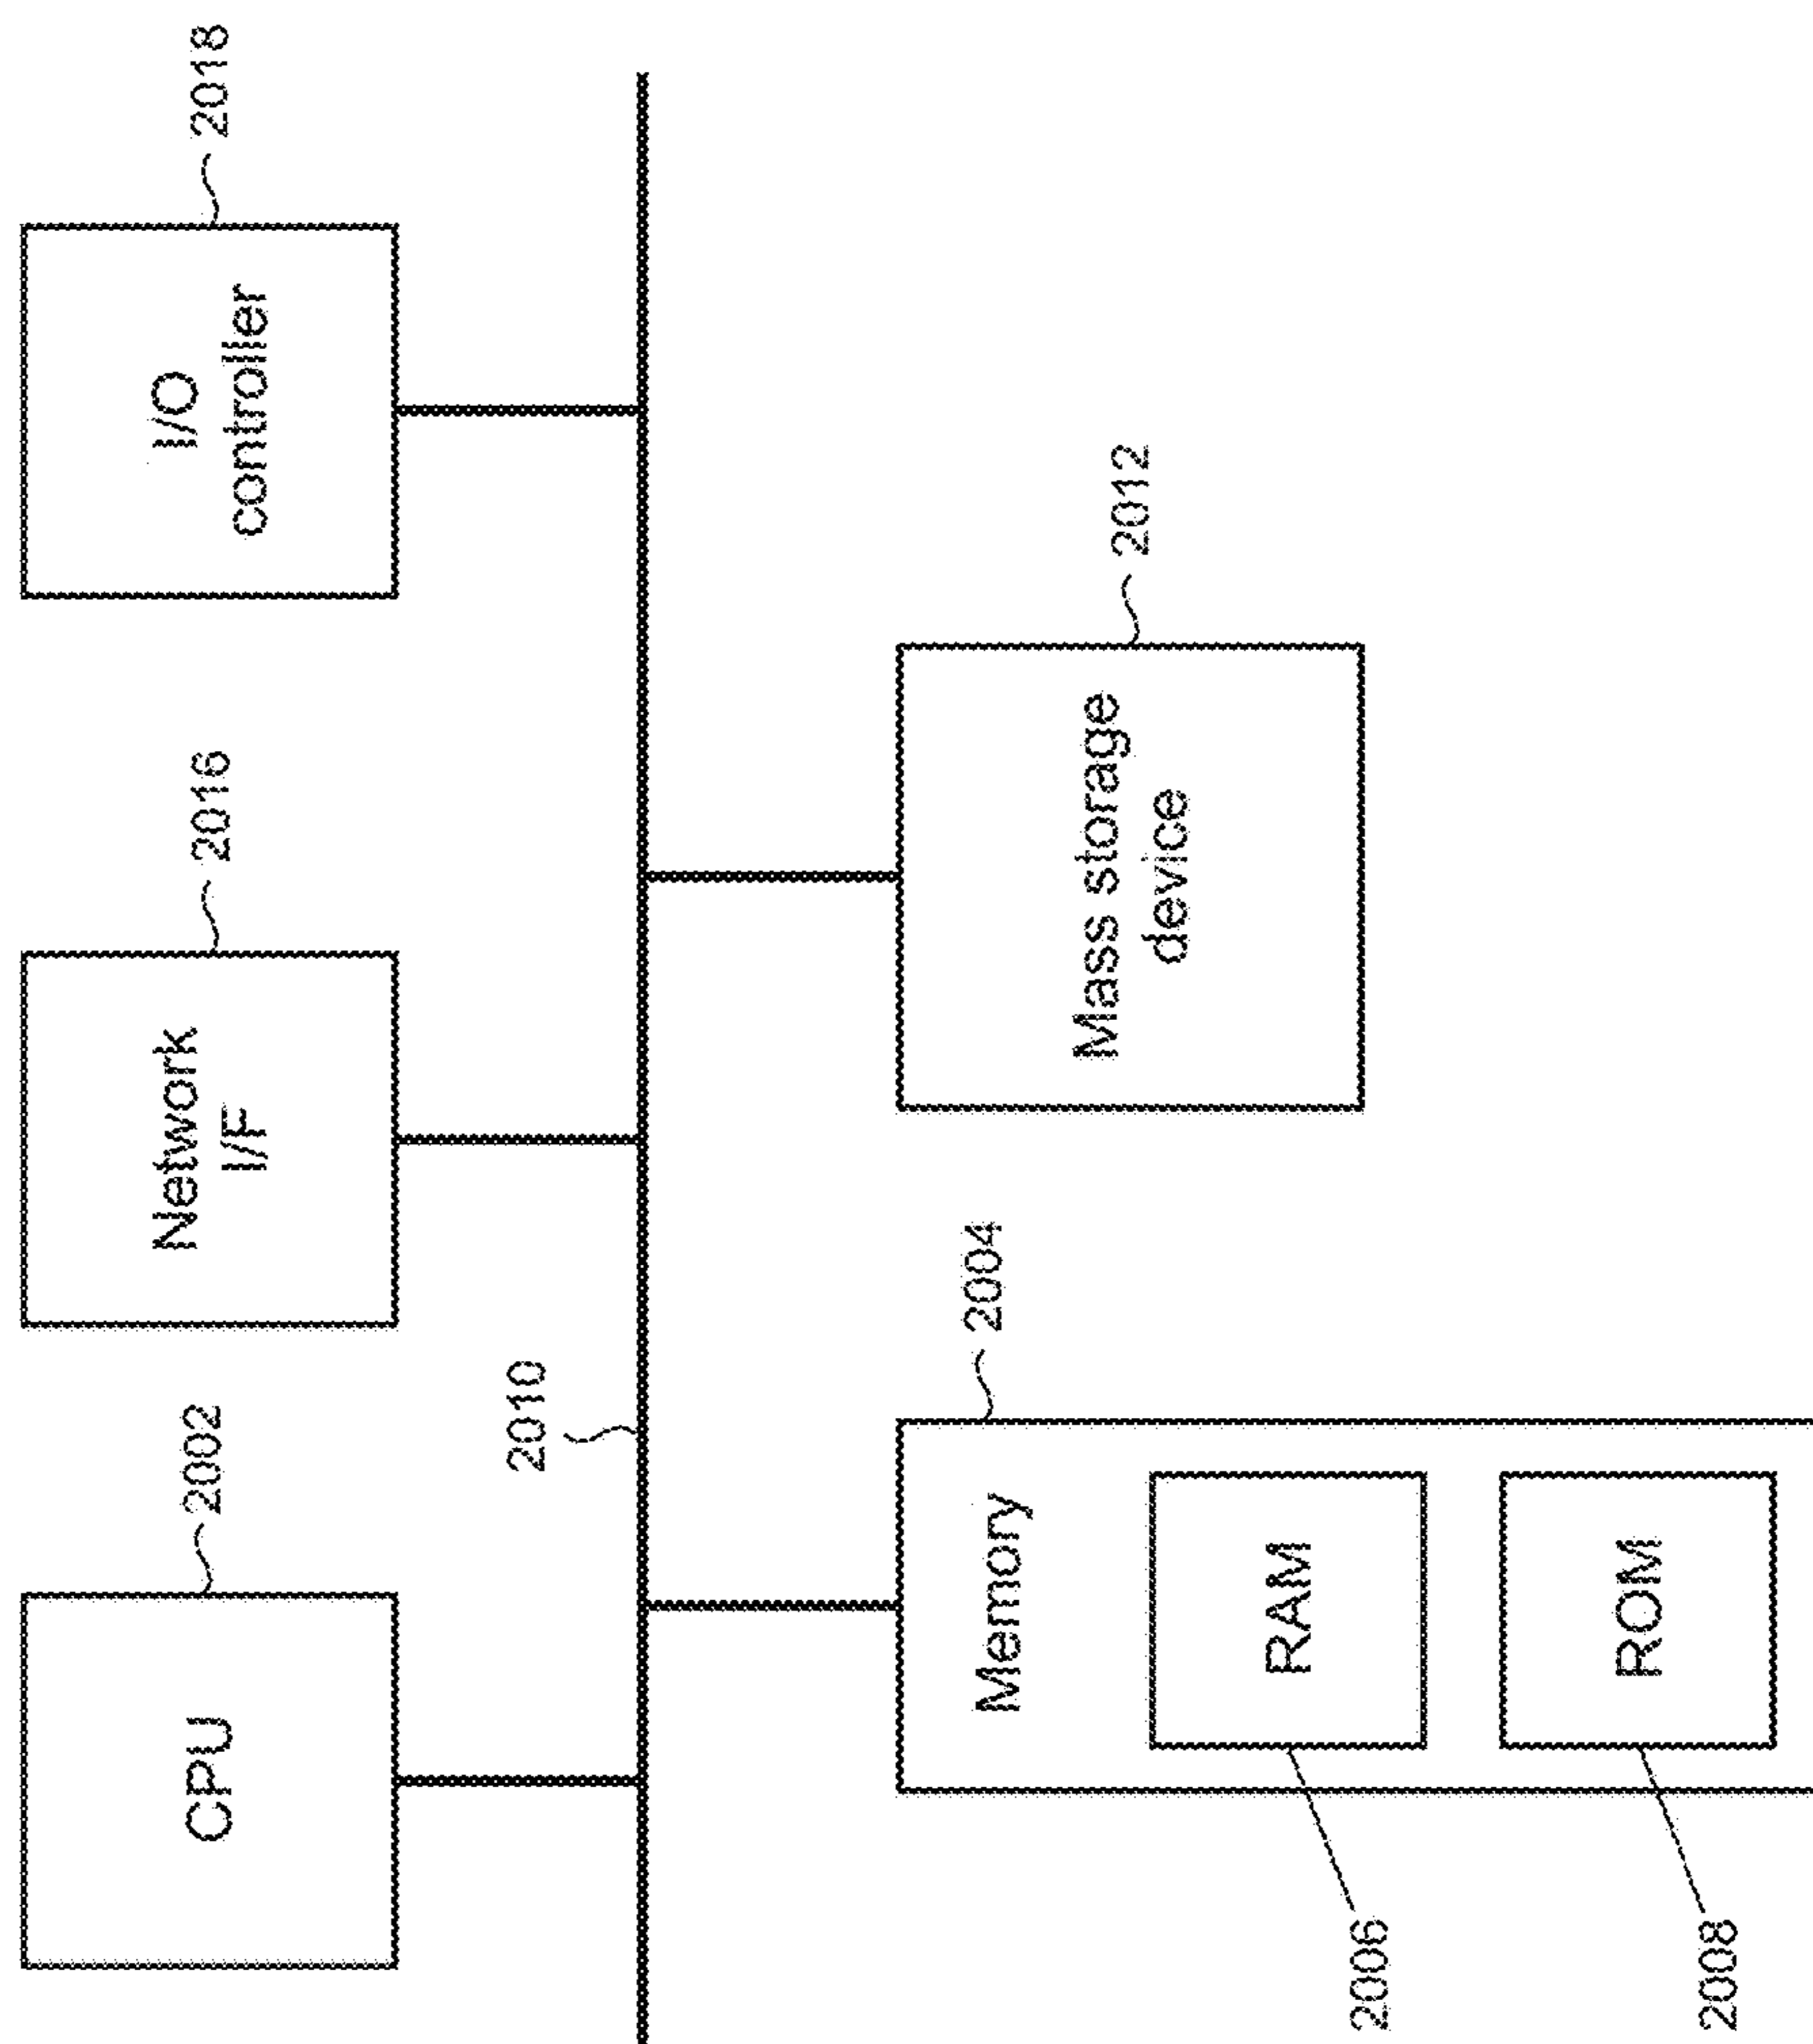 CPU
2002
Network
I/F
2016
I/O
controller
2018
2010
Memory
2004
RAM
2006
ROM
2008
Mass storage
device
2012